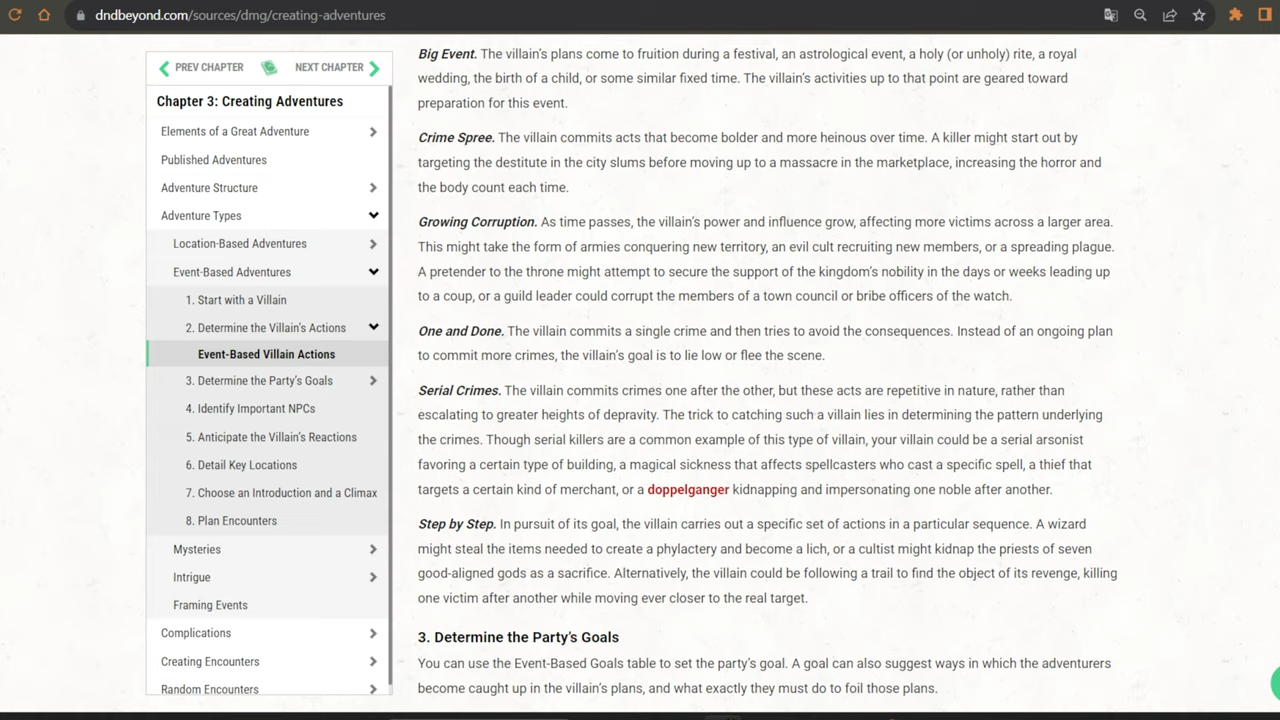 dndbeyond.com/sources/dmg/creating-adventures
PREV CHAPTER
NEXT CHAPTER
Chapter 3: Creating Adventures
Elements of a Great Adventure
Published Adventures
Adventure Structure
Adventure Types
Location-Based Adventures
Event-Based Adventures
1. Start with a Villain
2. Determine the Villain's Actions
Event-Based Villain Actions
3. Determine the Party's Goals
4. Identify Important NPCs
5. Anticipate the Villain's Reactions
6. Detail Key Locations
7. Choose an Introduction and a Climax
8. Plan Encounters
Mysteries
Intrigue
Framing Events
Complications
Creating Encounters
Random Encounters
Big Event. The villain's plans come to fruition during a festival, an astrological event, a holy (or unholy) rite, a royal
wedding, the birth of a child, or some similar fixed time. The villain's activities up to that point are geared toward
preparation for this event.
Crime Spree. The villain commits acts that become bolder and more heinous over time. A killer might start out by
targeting the destitute in the city slums before moving up to a massacre in the marketplace, increasing the horror and
the body count each time.
Growing Corruption. As time passes, the villain's power and influence grow, affecting more victims across a larger area.
This might take the form of armies conquering new territory, an evil cult recruiting new members, or a spreading plague.
A pretender to the throne might attempt to secure the support of the kingdom's nobility in the days or weeks leading up
to a coup, or a guild leader could corrupt the members of a town council or bribe officers of the watch.
One and Done. The villain commits a single crime and then tries to avoid the consequences. Instead of an ongoing plan
to commit more crimes, the villain's goal is to lie low or flee the scene.
Serial Crimes. The villain commits crimes one after the other, but these acts are repetitive in nature, rather than
escalating to greater heights of depravity. The trick to catching such a villain lies in determining the pattern underlying
the crimes. Though serial killers are a common example of this type of villain, your villain could be a serial arsonist
favoring a certain type of building, a magical sickness that affects spellcasters who cast a specific spell, a thief that
targets a certain kind of merchant, or a doppelganger kidnapping and impersonating one noble after another.
Step by Step. In pursuit of its goal, the villain carries out a specific set of actions in a particular sequence. A wizard
might steal the items needed to create a phylactery and become a lich, or a cultist might kidnap the priests of seven
good-aligned gods as a sacrifice. Alternatively, the villain could be following a trail to find the object of its revenge, killing
one victim after another while moving ever closer to the real target.
3. Determine the Party's Goals
You can use the Event-Based Goals table to set the party's goal. A goal can also suggest ways in which the adventurers
become caught up in the villain's plans, and what exactly they must do to foil those plans.